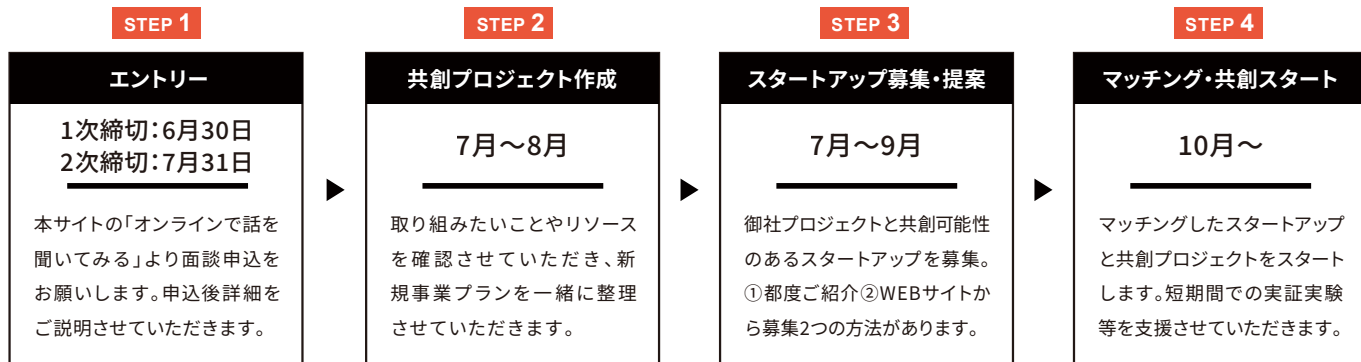 STEP 1
エントリー
1次締切：6月30日
2次締切：7月31日
本サイトの「オンラインで話を
聞いてみる」より面談申込を
お願いします。申込後詳細を
ご説明させていただきます。
STEP 2
共創プロジェクト作成
7月～8月
取り組みたいことやリソース
を確認させていただき、新
規事業プランを一緒に整理
させていただきます。
STEP 3
スタートアップ募集・提案
7月～9月
御社プロジェクトと共創可能性
のあるスタートアップを募集。
①都度ご紹介②WEBサイトか
ら募集2つの方法があります。
STEP 4
マッチング・共創スタート
10月～
マッチングしたスタートアップ
と共創プロジェクトをスタート
します。短期間での実証実験
等を支援させていただきます。